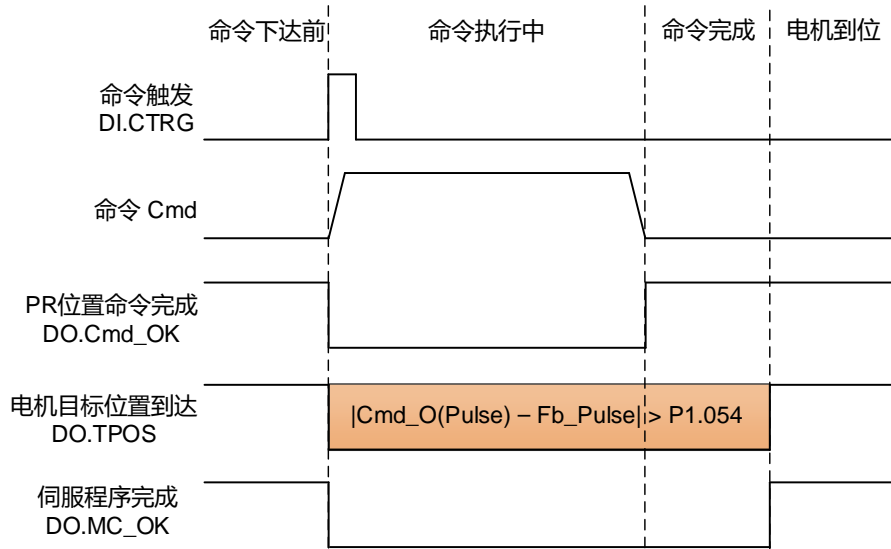 命令下达前 命令执行中 命令完成 电机到位
命令触发
DI.CTRG
命令 Cmd
PR位置命令完成
DO.Cmd_OK
电机目标位置到达
DO.TPOS
|Cmd_O(Pulse) – Fb_Pulse| > P1.054
伺服程序完成
DO.MC_OK